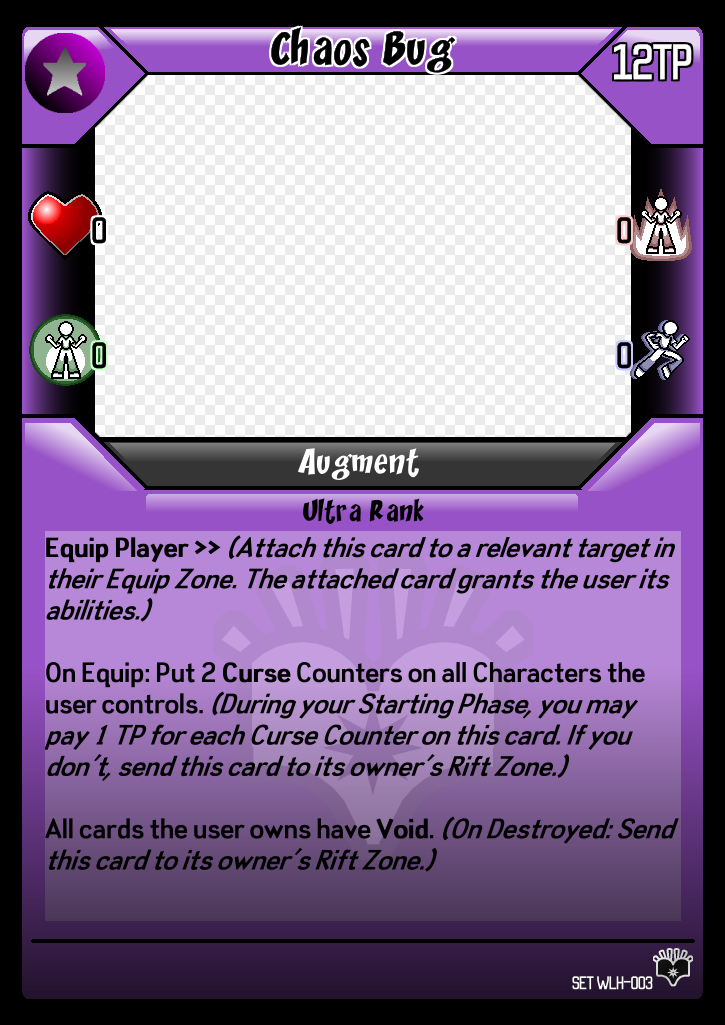 Chaos Bug
12TP
0
0
0
0
Augment
Ultra Rank
Equip Player >> (Attach this card to a relevant target in
their Equip Zone. The attached card grants the user its
abilities.)
On Equip: Put 2 Curse Counters on all Characters the
user controls. (During your Starting Phase, you may
pay 1 TP for each Curse Counter on this card. If you
don't, send this card to its owner's Rift Zone.)
All cards the user owns have Void. (On Destroyed: Send
this card to its owner's Rift Zone.)
SET WLH-003